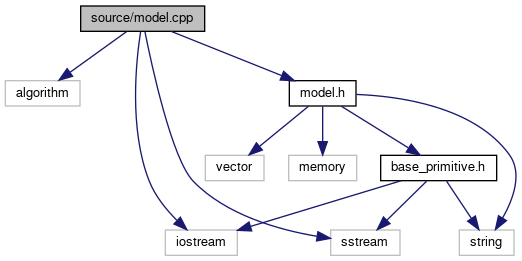 source/model.cpp
algorithm
model.h
vector
memory
base_primitive.h
iostream
sstream
string